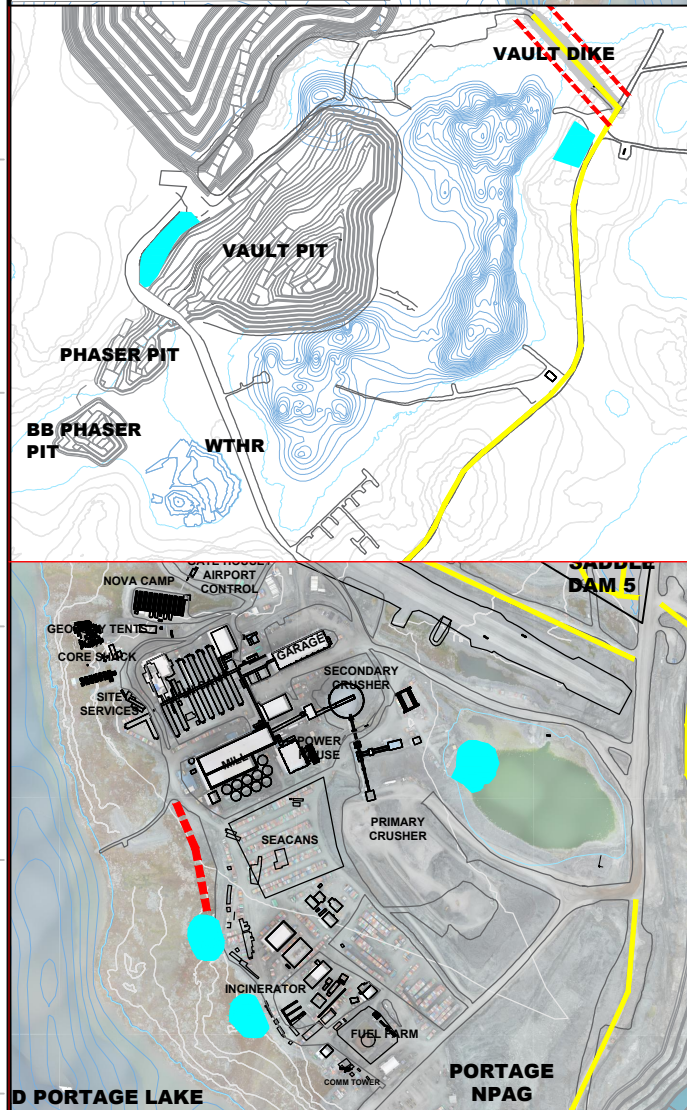 VAULT DIKE
VAULT PIT
PHASER PIT
BB PHASER
PIT
WTHR
SADDLE
DAM 5
AIRPORT
CONTROL
NOVA CAMP
GARAGE
CORE SHACK
SECONDARY
CRUSHER
SITE
SERVICES
POWER
MILL
PRIMARY
CRUSHER
SEACANS
INCINERATOR
FUEL FARM
COMM TOWER
PORTAGE
NPAG
D PORTAGE LAKE